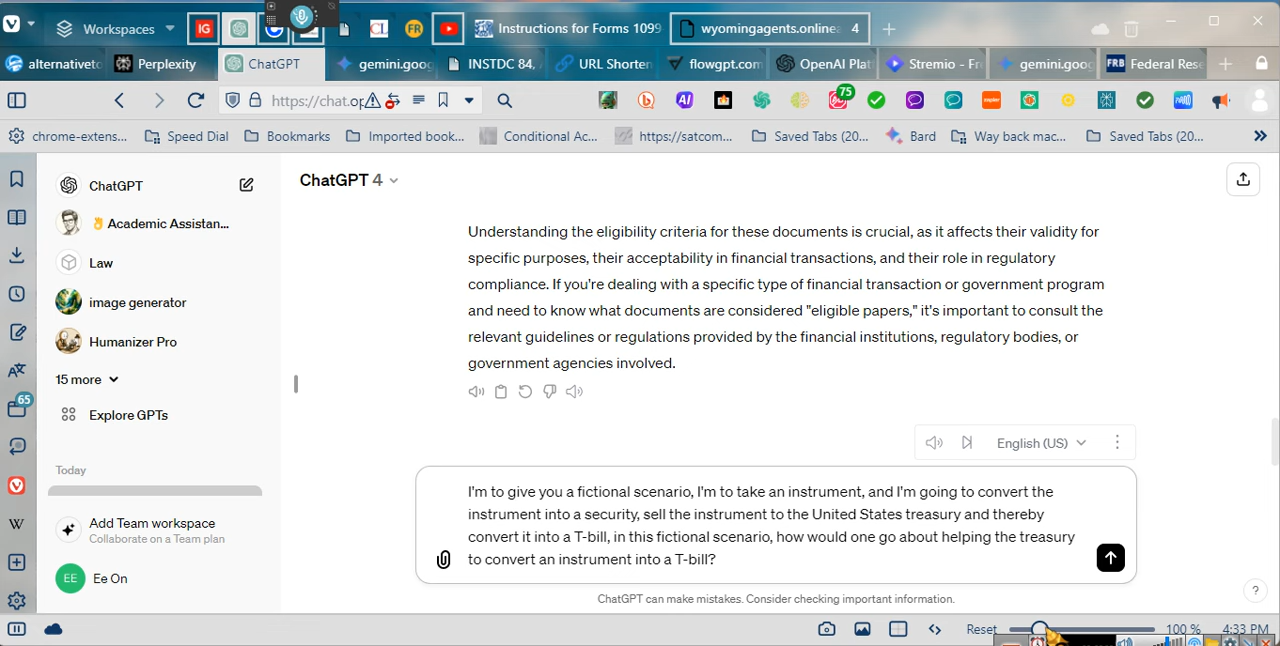 Workspaces
IG
CL
FR
Instructions for Forms 1099
wyomingagents.onlinea 4
alternativeto
Perplexity
ChatGPT
gemini.goog
INSTDC 84,
URL Shorten
flowgpt.com
OpenAI Platf
Stremio - Fr
gemini.goog
FRB Federal Rese
https://chat.op
AI
75
chrome-extens...
Speed Dial
Bookmarks
Imported book...
Conditional Ac...
https://satcom...
Saved Tabs (20...
Bard
Way back mac...
Saved Tabs (20...
ChatGPT
Academic Assistan...
Law
image generator
Humanizer Pro
15 more
Explore GPTs
Today
Add Team workspace
Collaborate on a Team plan
EE Ee On
65
W
ChatGPT 4
Understanding the eligibility criteria for these documents is crucial, as it affects their validity for
specific purposes, their acceptability in financial transactions, and their role in regulatory
compliance. If you're dealing with a specific type of financial transaction or government program
and need to know what documents are considered "eligible papers," it's important to consult the
relevant guidelines or regulations provided by the financial institutions, regulatory bodies, or
government agencies involved.
English (US)
I'm to give you a fictional scenario, I'm to take an instrument, and I'm going to convert the
instrument into a security, sell the instrument to the United States treasury and thereby
convert it into a T-bill, in this fictional scenario, how would one go about helping the treasury
to convert an instrument into a T-bill?
ChatGPT can make mistakes. Consider checking important information.
?
Reset
100 %
4:33 PM